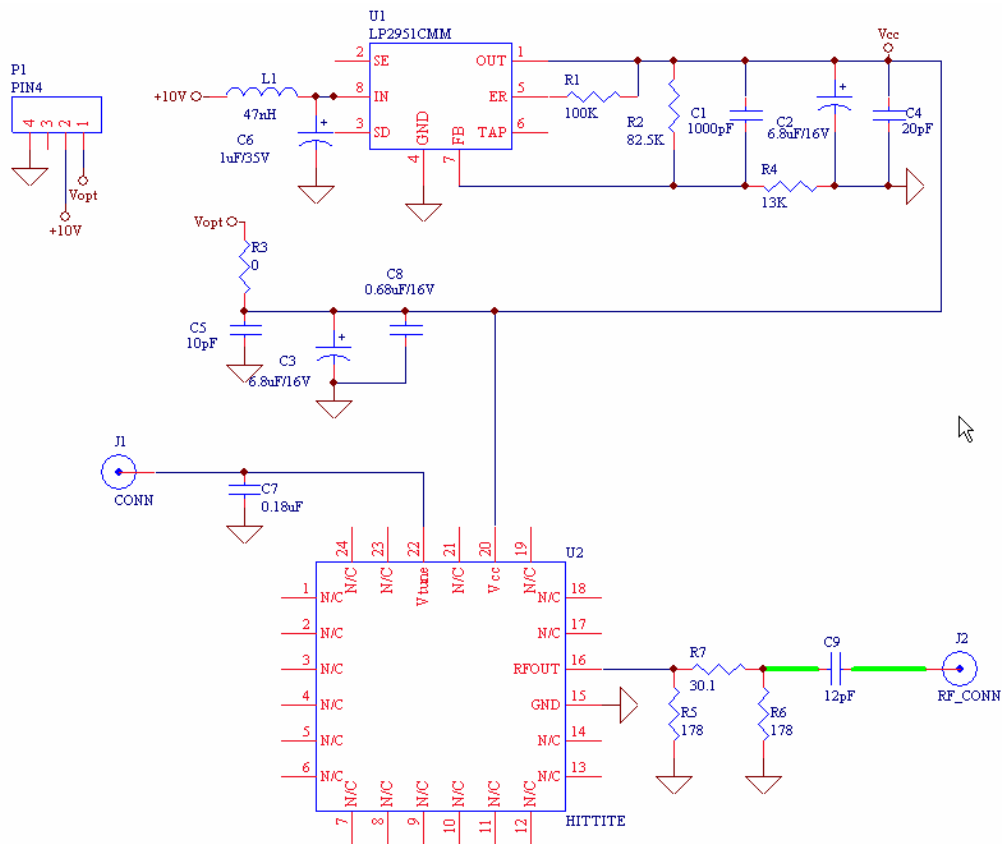 U1
LP2951CMM
Vcc
P1
PIN4
2 SE OUT 1
+10V L1 8 IN ER 5 R1
47nH 100K
4 3 2 1
C6
1uF/35V
3 SD TAP 6
GND FB
4 7
R2
82.5K
C1
1000pF
C2
6.8uF/16V
C4
20pF
R4
13K
Vopt
+10V
Vopt
R3
0
C8
0.68uF/16V
C5
10pF
C3
6.8uF/16V
J1
CONN
C7
0.18uF
24 23 22 21 20 19
N/C N/C Vtune N/C Vcc N/C
U2
1 N/C N/C 18
2 N/C N/C 17
3 N/C RFOUT 16
4 N/C GND 15
5 N/C N/C 14
6 N/C N/C 13
N/C N/C N/C N/C N/C N/C
7 8 9 10 11 12
HITTITE
R7
30.1
R5
178
R6
178
C9
12pF
J2
RF_CONN